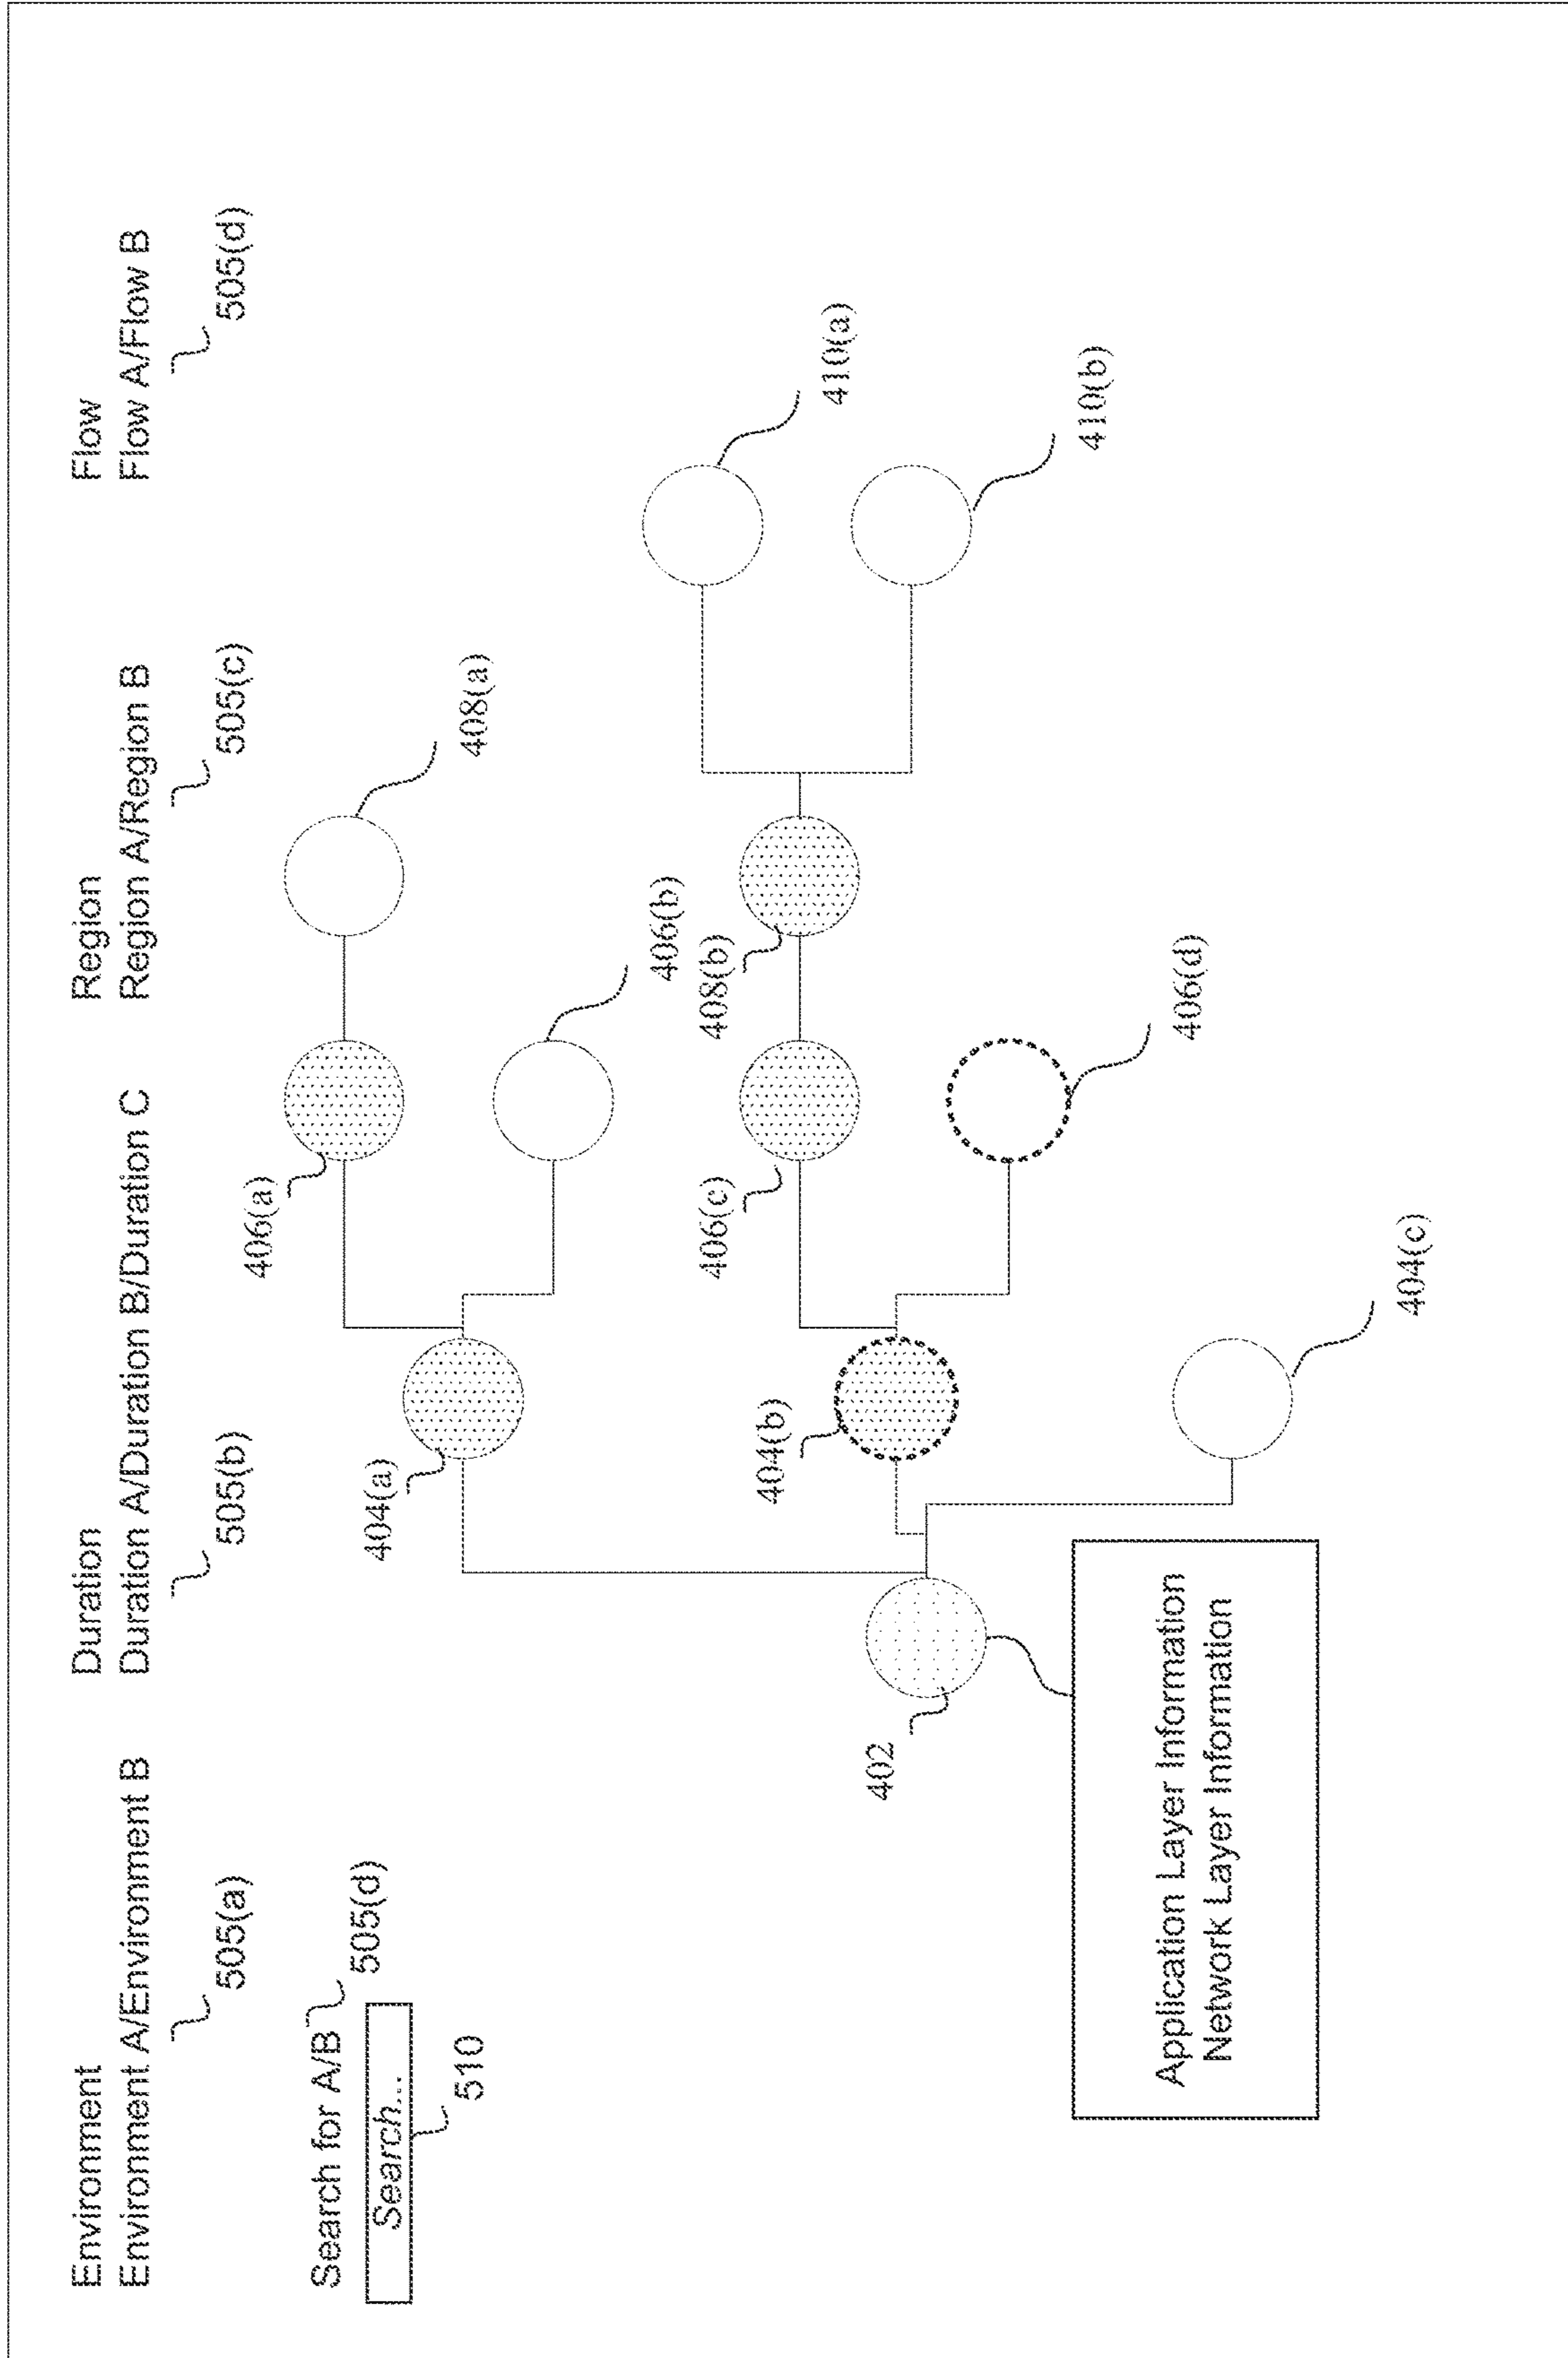 Environment
Environment A/Environment B
505(a)
Duration
Duration A/Duration B/Duration C
505(b)
Region
Region A/Region B
505(c)
Flow
Flow A/Flow B
505(d)
Search for A/B
505(d)
Search...
510
406(a)
408(a)
404(a)
406(b)
408(b)
410(a)
406(c)
404(b)
410(b)
402
406(d)
404(c)
Application Layer Information
Network Layer Information